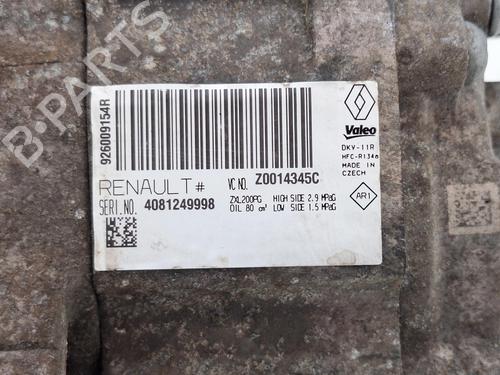 B-PARTS
926009154R
Valeo
DKV-11R
HFC-R134a
IN CZECH
RENAULT# VC NO. Z0014345C
SERI.NO. 4081249998
ZXL200PG HIGH SIDE 2.9 MPaG
OIL 80 cm³ LOW SIDE 1.5 MPaG
AR1